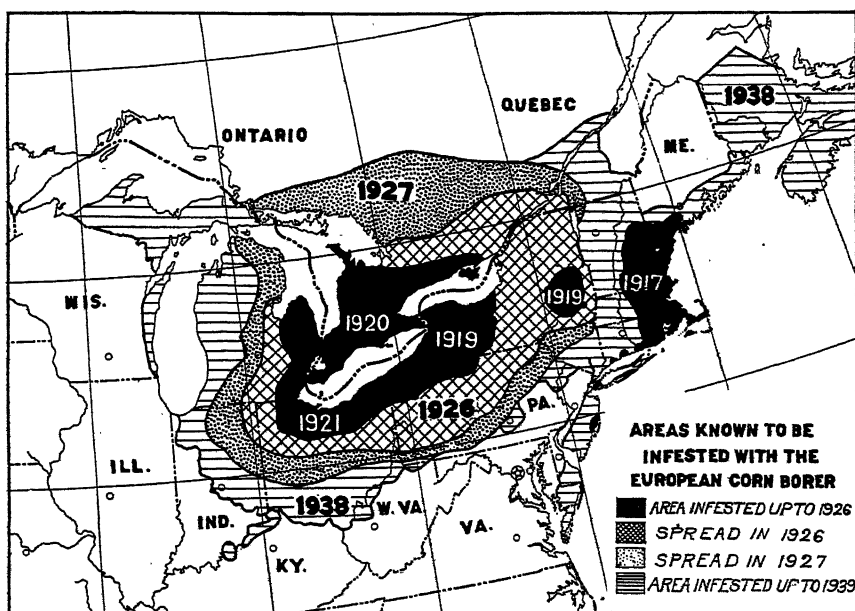 QUÉBEC
1938
ONTARIO
ME.
1927
WIS.
1917
1919
1920
1919
1926
1921
PA.
ILL.
1938
W. VA.
IND.
VA.
KY.
AREAS KNOWN TO BE
INFESTED WITH THE
EUROPEAN CORN BORER
AREA INFESTED UP TO 1926
SPREAD IN 1926
SPREAD IN 1927
AREA INFESTED UP TO 1939